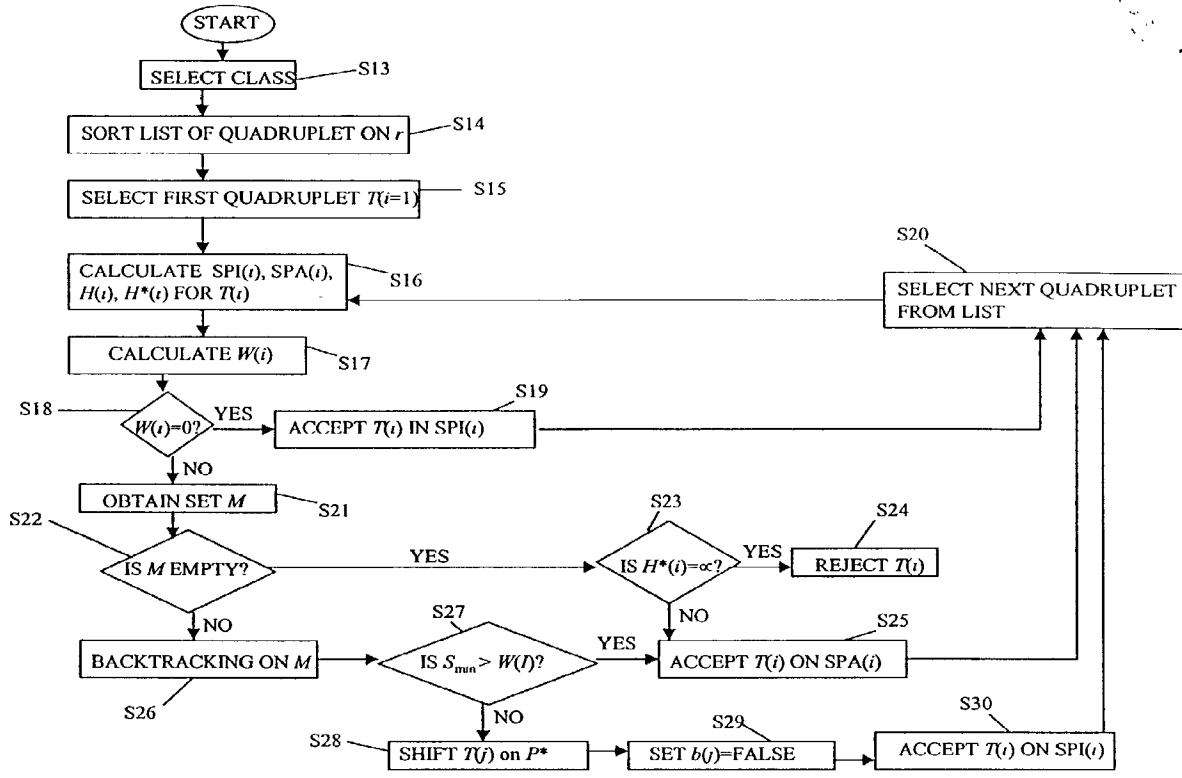 START
SELECT CLASS
S13
SORT LIST OF QUADRUPLET ON r
S14
SELECT FIRST QUADRUPLET T(i=1)
S15
CALCULATE SPI(ı), SPA(ı),
H(ı), H*(ı) FOR T(ı)
S16
S20
SELECT NEXT QUADRUPLET
FROM LIST
CALCULATE W(i)
S17
S18
W(ı)=0?
YES
S19
ACCEPT T(ı) IN SPI(ı)
NO
OBTAIN SET M
S21
S22
IS M EMPTY?
YES
S23
IS H*(i)=∝?
YES
S24
REJECT T(ı)
NO
NO
BACKTRACKING ON M
S26
S27
IS Smin> W(I)?
YES
S25
ACCEPT T(i) ON SPA(i)
NO
S28
SHIFT T(j) on P*
S29
SET b(j)=FALSE
S30
ACCEPT T(ı) ON SPI(ı)